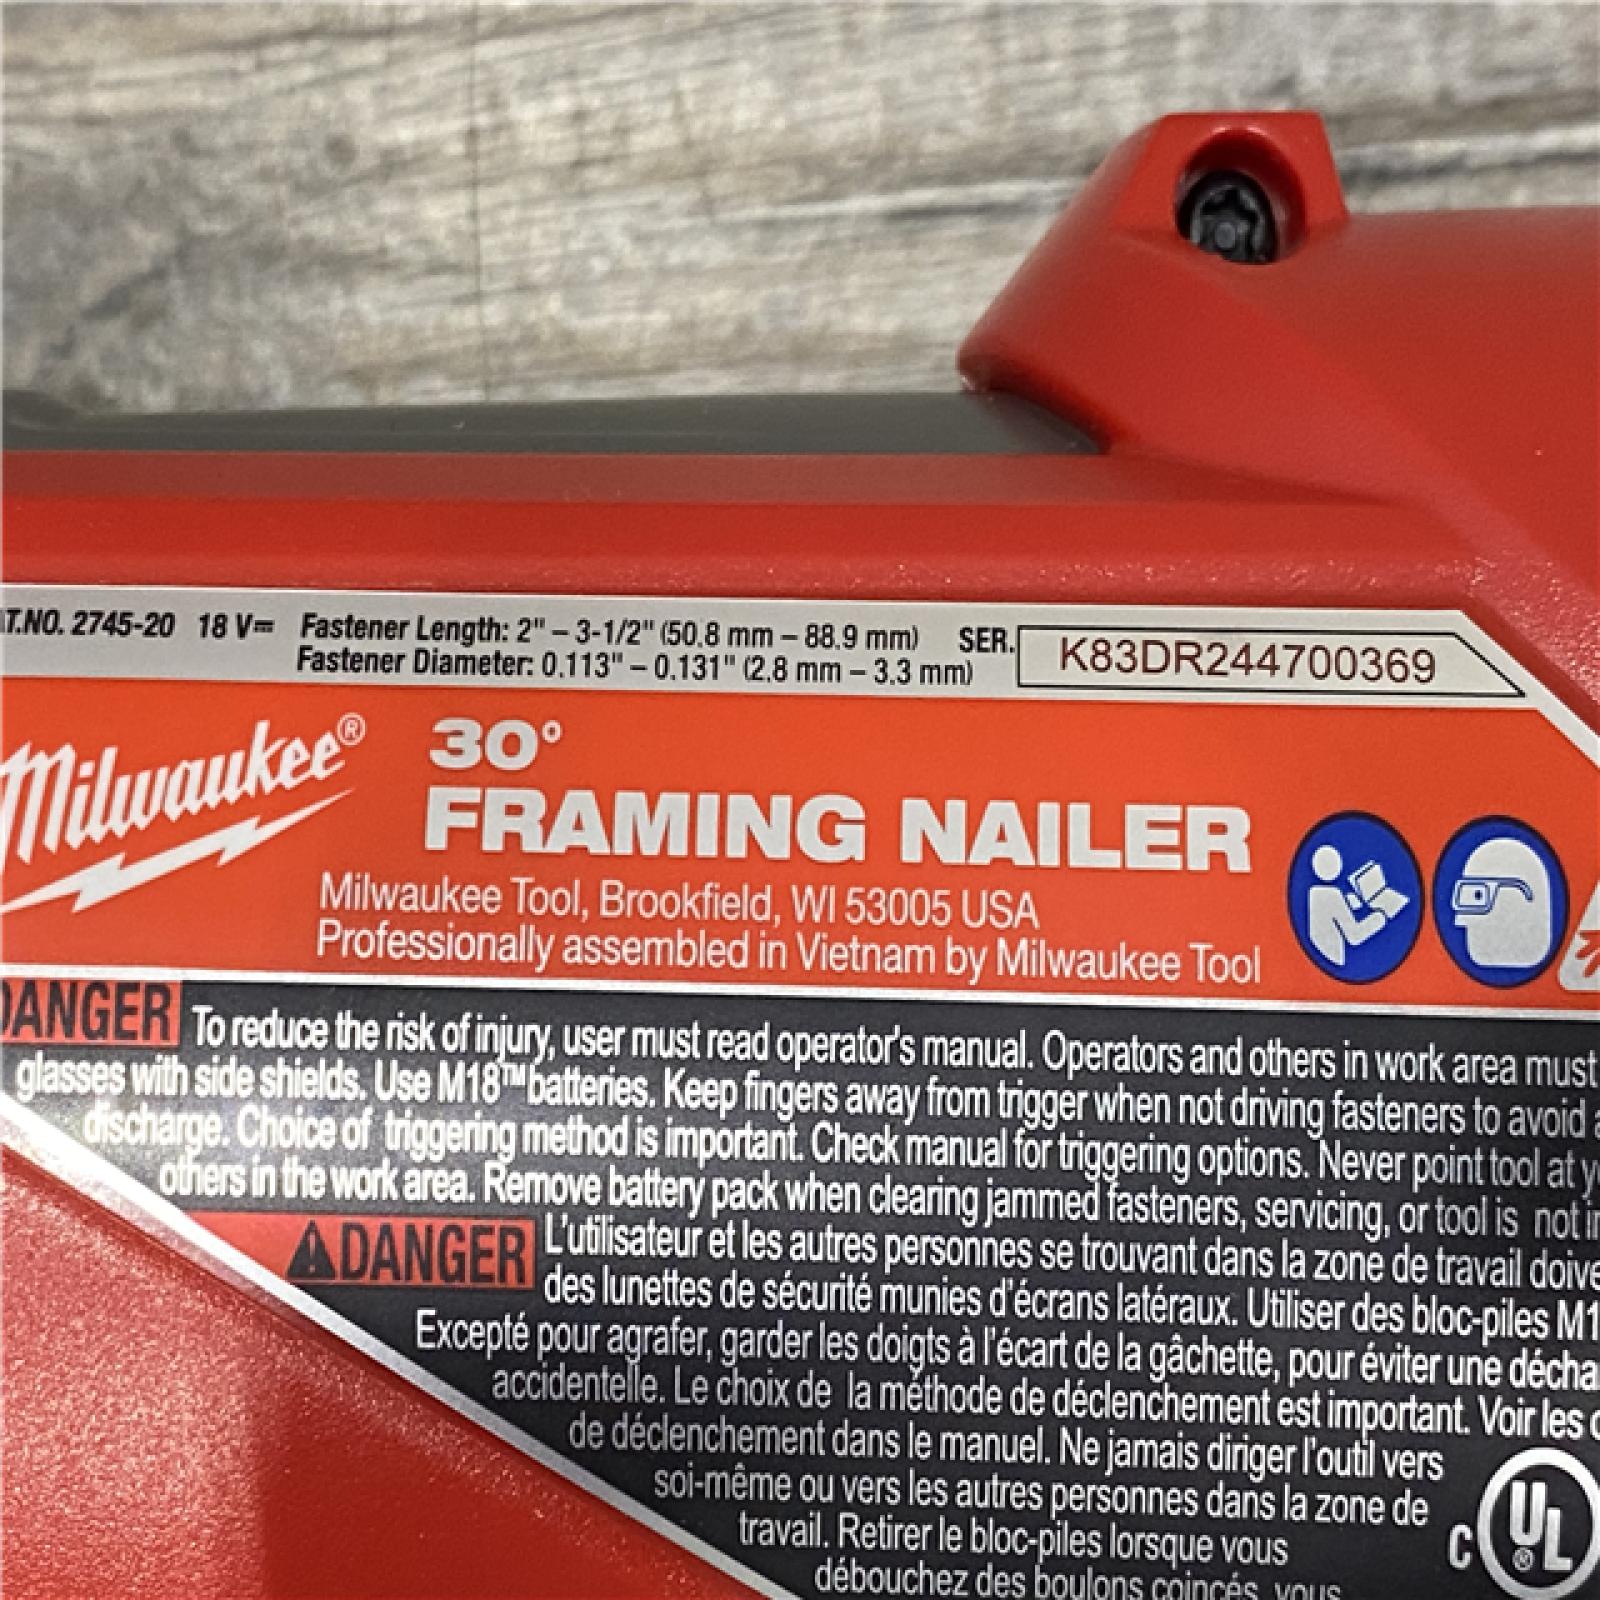 AT.NO. 2745-20 18 V⎓ Fastener Length: 2" – 3-1/2" (50.8 mm – 88.9 mm) SER. K83DR244700369
Fastener Diameter: 0.113" – 0.131" (2.8 mm – 3.3 mm)
Milwaukee®
30°
FRAMING NAILER
Milwaukee Tool, Brookfield, WI 53005 USA
Professionally assembled in Vietnam by Milwaukee Tool
DANGER To reduce the risk of injury, user must read operator's manual. Operators and others in work area must
glasses with side shields. Use M18™ batteries. Keep fingers away from trigger when not driving fasteners to avoid a
discharge. Choice of triggering method is important. Check manual for triggering options. Never point tool at
others in the work area. Remove battery pack when clearing jammed fasteners, servicing, or tool is not
DANGER L'utilisateur et les autres personnes se trouvant dans la zone de travail doive
des lunettes de sécurité munies d'écrans latéraux. Utiliser des bloc-piles M1
Excepté pour agrafer, garder les doigts à l'écart de la gâchette, pour éviter une décha
accidentelle. Le choix de la méthode de déclenchement est important. Voir les
de déclenchement dans le manuel. Ne jamais diriger l'outil vers
soi-même ou vers les autres personnes dans la zone de
travail. Retirer le bloc-piles lorsque vous
débouchez des boulons coincés, vous
C UL ®